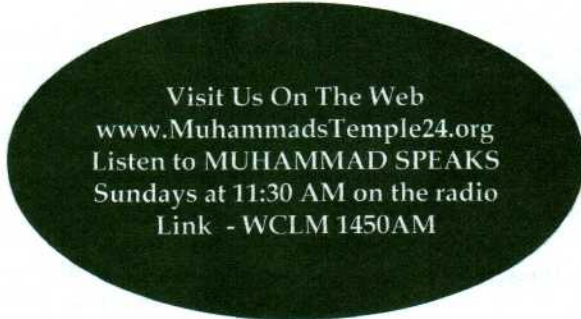 Visit Us On The Web
www.MuhammadsTemple24.org
Listen to MUHAMMAD SPEAKS
Sundays at 11:30 AM on the radio
Link - WCLM 1450AM